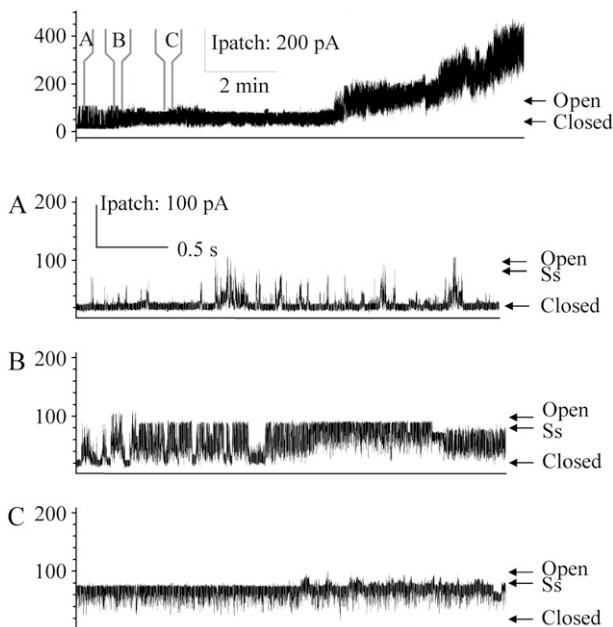 400
200
0
A B C
Ipatch: 200 pA
2 min
Open
Closed
A
200
100
Ipatch: 100 pA
0.5 s
Open
Ss
Closed
B
200
100
Open
Ss
Closed
C
200
100
Open
Ss
Closed